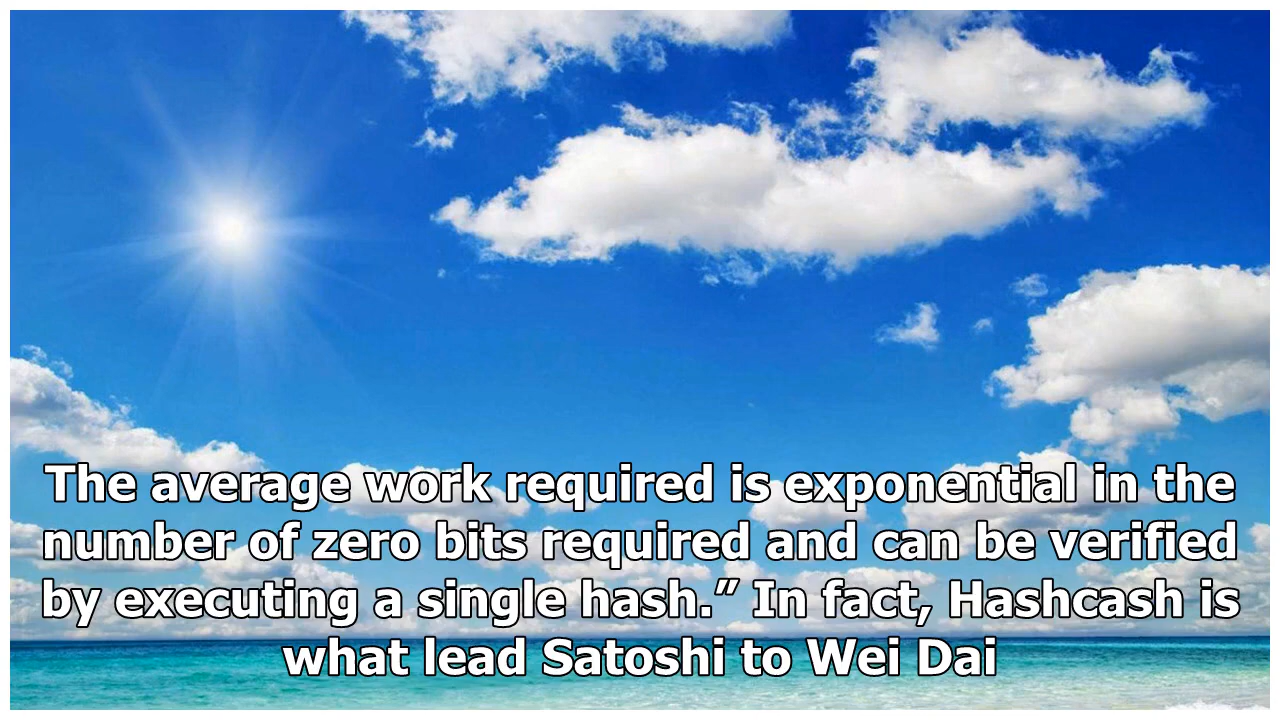 The average work required is exponential in the
number of zero bits required and can be verified
by executing a single hash.” In fact, Hashcash is
what lead Satoshi to Wei Dai